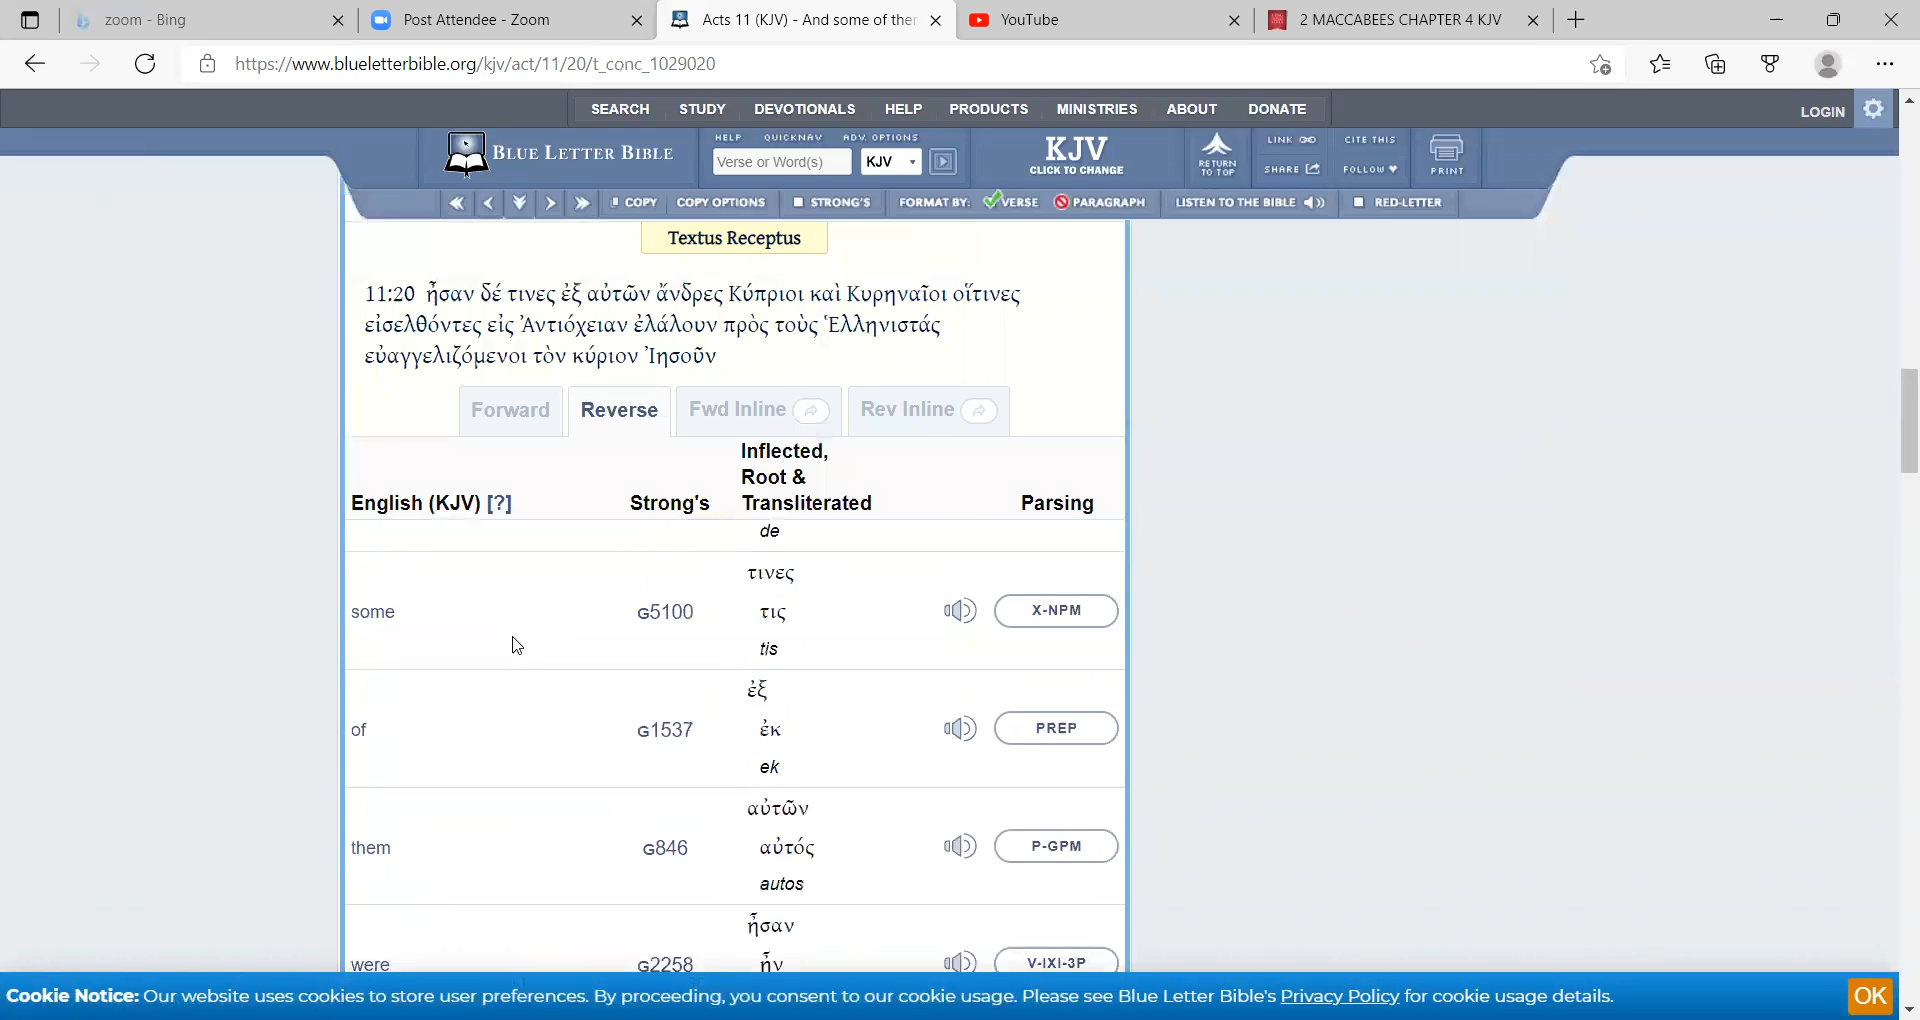 zoom - Bing
Post Attendee - Zoom
Acts 11 (KJV) - And some of ther
YouTube
2 MACCABEES CHAPTER 4 KJV
https://www.blueletterbible.org/kjv/act/11/20/t_conc_1029020
SEARCH STUDY DEVOTIONALS HELP PRODUCTS MINISTRIES ABOUT DONATE
LOGIN
BLUE LETTER BIBLE
HELP QUICKNAV ADV. OPTIONS
Verse or Word(s) KJV
KJV
CLICK TO CHANGE
RETURN
TO TOP
LINK CITE THIS
SHARE FOLLOW
PRINT
COPY COPY OPTIONS STRONG'S FORMAT BY: VERSE PARAGRAPH LISTEN TO THE BIBLE RED-LETTER
Textus Receptus
11:20 ἦσαν δέ τινες ἐξ αὐτῶν ἄνδρες Κύπριοι καὶ Κυρηναῖοι οἵτινες
εἰσελθόντες εἰς Ἀντιόχειαν ἐλάλουν πρὸς τοὺς Ἑλληνιστάς
εὐαγγελιζόμενοι τὸν κύριον Ἰησοῦν
Forward Reverse Fwd Inline Rev Inline
Inflected,
Root &
English (KJV) [?] Strong's Transliterated Parsing
de
τινες
some G5100 τις X-NPM
tis
ἐξ
of G1537 ἐκ PREP
ek
αὐτῶν
them G846 αὐτός P-GPM
autos
ἦσαν
were G2258 ἦν V-IXI-3P
Cookie Notice: Our website uses cookies to store user preferences. By proceeding, you consent to our cookie usage. Please see Blue Letter Bible's Privacy Policy for cookie usage details. OK